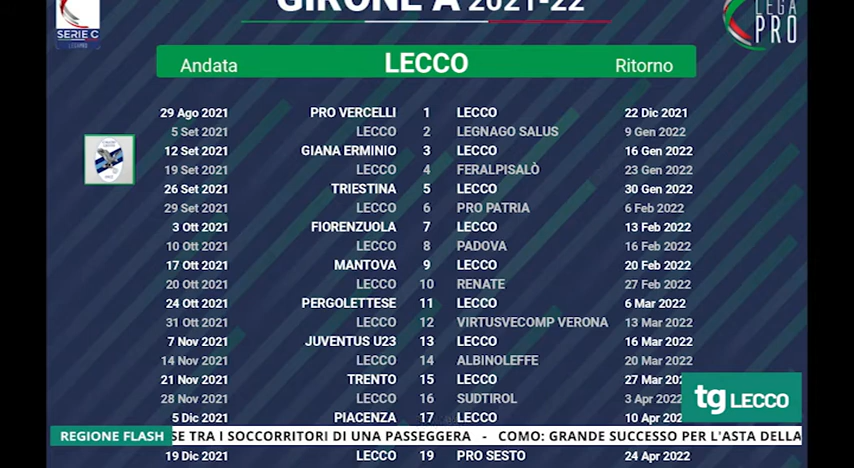 GIRONE A 2021-22
SERIE C
LEGAPRO
LEGA
PRO
Andata LECCO Ritorno
29 Ago 2021 PRO VERCELLI 1 LECCO 22 Dic 2021
5 Set 2021 LECCO 2 LEGNAGO SALUS 9 Gen 2022
12 Set 2021 GIANA ERMINIO 3 LECCO 16 Gen 2022
19 Set 2021 LECCO 4 FERALPISALÒ 23 Gen 2022
26 Set 2021 TRIESTINA 5 LECCO 30 Gen 2022
29 Set 2021 LECCO 6 PRO PATRIA 6 Feb 2022
3 Ott 2021 FIORENZUOLA 7 LECCO 13 Feb 2022
10 Ott 2021 LECCO 8 PADOVA 16 Feb 2022
17 Ott 2021 MANTOVA 9 LECCO 20 Feb 2022
20 Ott 2021 LECCO 10 RENATE 27 Feb 2022
24 Ott 2021 PERGOLETTESE 11 LECCO 6 Mar 2022
31 Ott 2021 LECCO 12 VIRTUSVECOMP VERONA 13 Mar 2022
7 Nov 2021 JUVENTUS U23 13 LECCO 16 Mar 2022
14 Nov 2021 LECCO 14 ALBINOLEFFE 20 Mar 2022
21 Nov 2021 TRENTO 15 LECCO 27 Mar 202
28 Nov 2021 LECCO 16 SUDTIROL 3 Apr 202
5 Dic 2021 PIACENZA 17 LECCO 10 Apr 202
tg LECCO
REGIONE FLASH SE TRA I SOCCORRITORI DI UNA PASSEGGERA - COMO: GRANDE SUCCESSO PER L'ASTA DELLA
19 Dic 2021 LECCO 19 PRO SESTO 24 Apr 2022